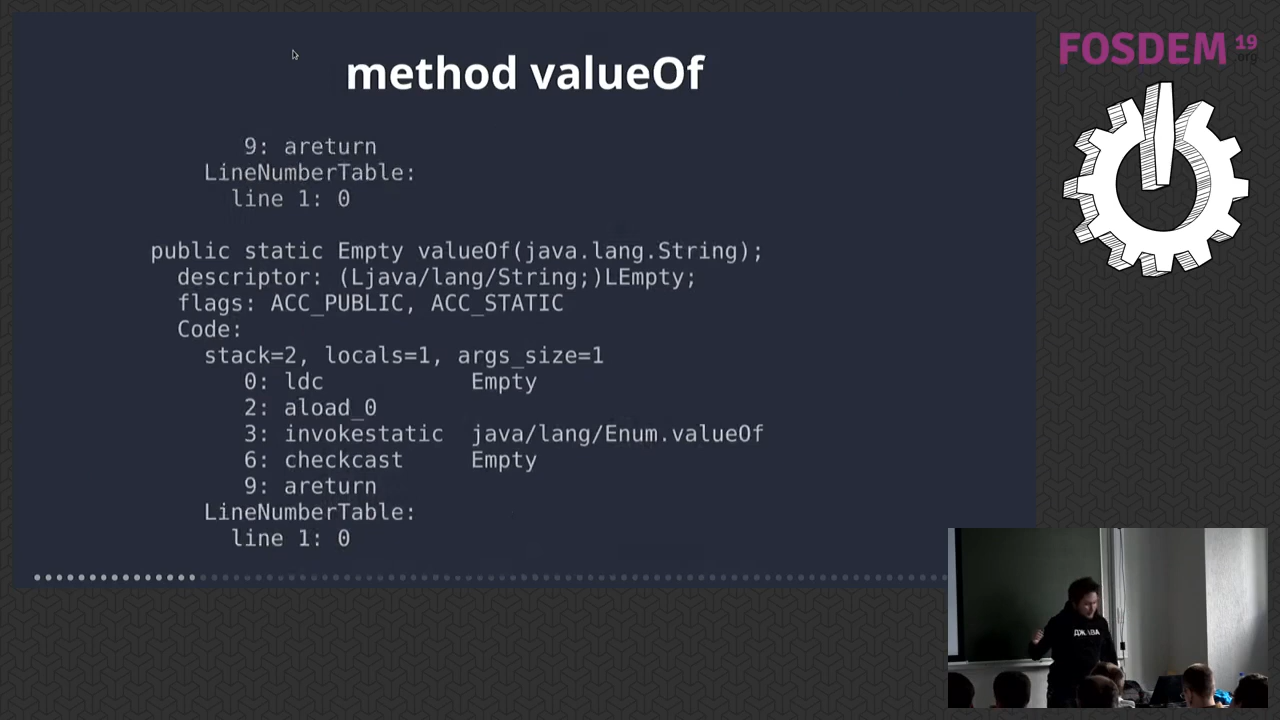 method valueOf
9: areturn
LineNumberTable:
line 1: 0
public static Empty valueOf(java.lang.String);
descriptor: (Ljava/lang/String;)LEmpty;
flags: ACC_PUBLIC, ACC_STATIC
Code:
stack=2, locals=1, args_size=1
0: ldc Empty
2: aload_0
3: invokestatic java/lang/Enum.valueOf
6: checkcast Empty
9: areturn
LineNumberTable:
line 1: 0
FOSDEM 19
.org